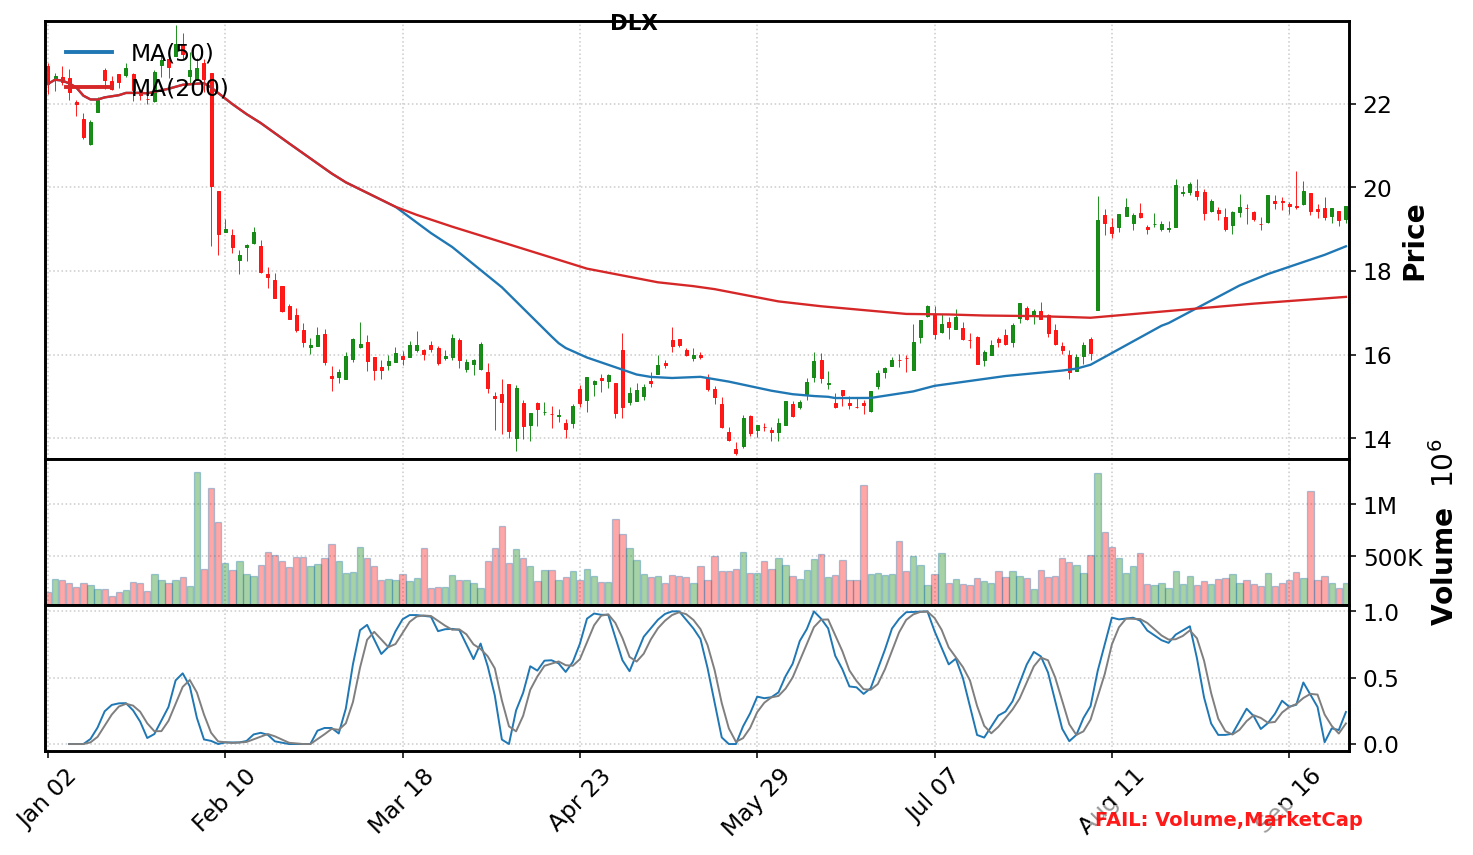 DLX
MA(50)
MA(200)
22
20
18
16
14
Price
1M
500K
Volume 10^6
1.0
0.5
0.0
Jan 02
Feb 10
Mar 18
Apr 23
May 29
Jul 07
Aug 11
Sep 16
FAIL: Volume,MarketCap